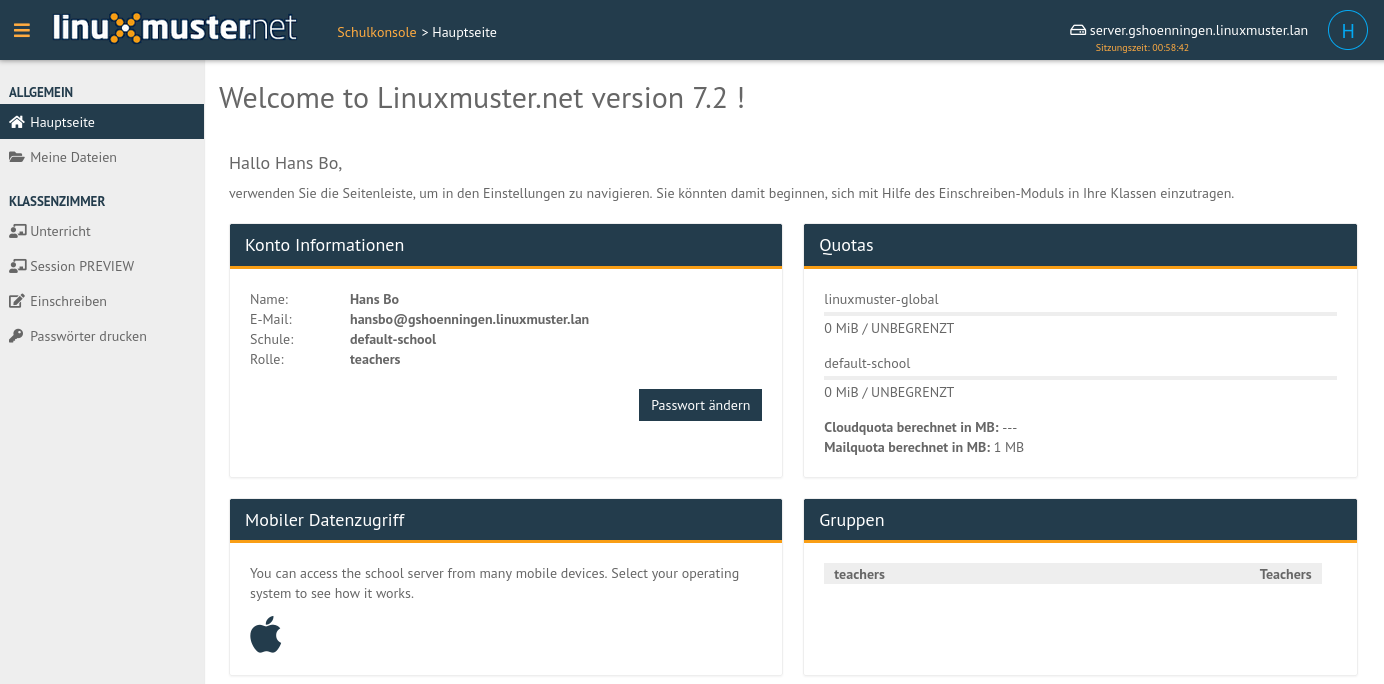 linuxmuster.net
Schulkonsole > Hauptseite
server.gshoenningen.linuxmuster.lan
Sitzungszeit: 00:58:42
H
ALLGEMEIN
Hauptseite
Meine Dateien
KLASSENZIMMER
Unterricht
Session PREVIEW
Einschreiben
Passwörter drucken
Welcome to Linuxmuster.net version 7.2 !
Hallo Hans Bo,
verwenden Sie die Seitenleiste, um in den Einstellungen zu navigieren. Sie könnten damit beginnen, sich mit Hilfe des Einschreiben-Moduls in Ihre Klassen einzutragen.
Konto Informationen
Name: Hans Bo
E-Mail: hansbo@gshoenningen.linuxmuster.lan
Schule: default-school
Rolle: teachers
Passwort ändern
Quotas
linuxmuster-global
0 MiB / UNBEGRENZT
default-school
0 MiB / UNBEGRENZT
Cloudquota berechnet in MB: ---
Mailquota berechnet in MB: 1 MB
Mobiler Datenzugriff
You can access the school server from many mobile devices. Select your operating
system to see how it works.
Gruppen
teachers Teachers